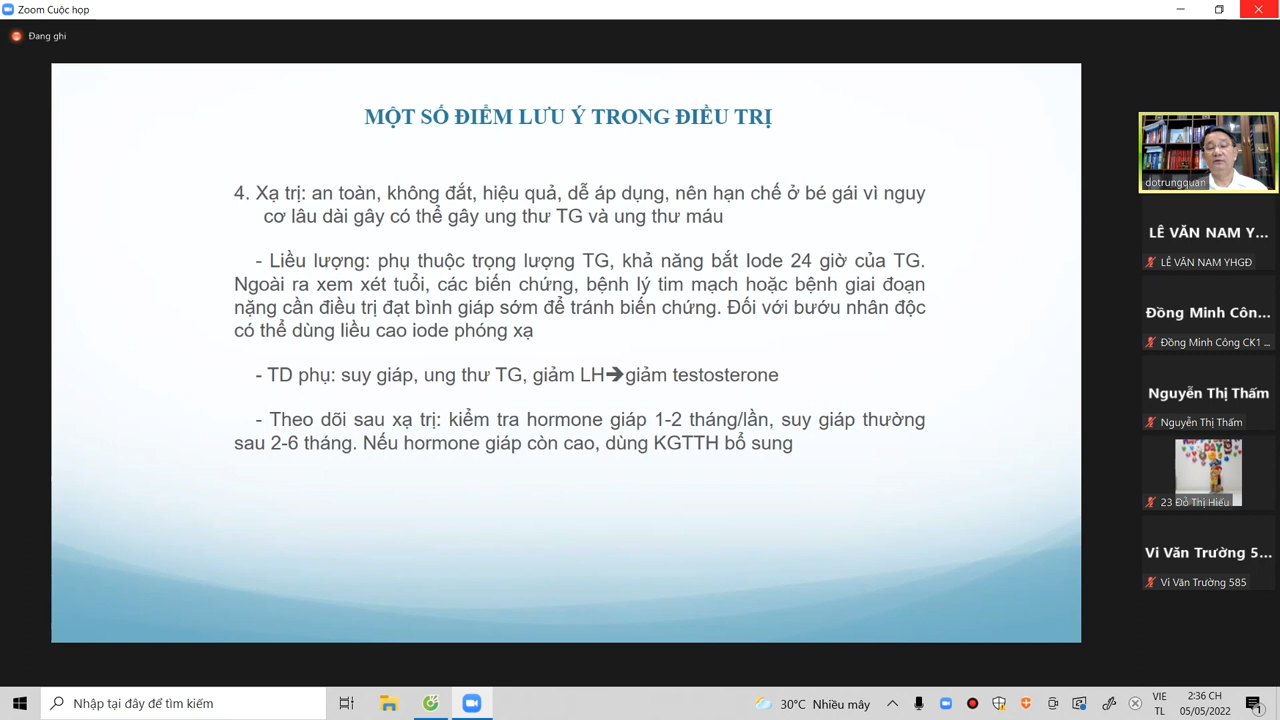 Zoom Cuộc họp
Đang ghi
MỘT SỐ ĐIỂM LƯU Ý TRONG ĐIỀU TRỊ
4. Xạ trị: an toàn, không đắt, hiệu quả, dễ áp dụng, nên hạn chế ở bé gái vì nguy
cơ lâu dài gây có thể gây ung thư TG và ung thư máu
- Liều lượng: phụ thuộc trọng lượng TG, khả năng bắt Iode 24 giờ của TG.
Ngoài ra xem xét tuổi, các biến chứng, bệnh lý tim mạch hoặc bệnh giai đoạn
nặng cần điều trị đạt bình giáp sớm để tránh biến chứng. Đối với bướu nhân độc
có thể dùng liều cao iode phóng xạ
- TD phụ: suy giáp, ung thư TG, giảm LH➔giảm testosterone
- Theo dõi sau xạ trị: kiểm tra hormone giáp 1-2 tháng/lần, suy giáp thường
sau 2-6 tháng. Nếu hormone giáp còn cao, dùng KGTTH bổ sung
dotrungquan
LÊ VĂN NAM Y...
LÊ VĂN NAM YHGĐ
Đồng Minh Côn...
Đồng Minh Công CK1 ...
Nguyễn Thị Thấm
Nguyễn Thị Thấm
23 Đỗ Thị Hiếu
Vi Văn Trường 5...
Vi Văn Trường 585
Nhập tại đây để tìm kiếm
30°C Nhiều mây
VIE
TL
2:36 CH
05/05/2022
1